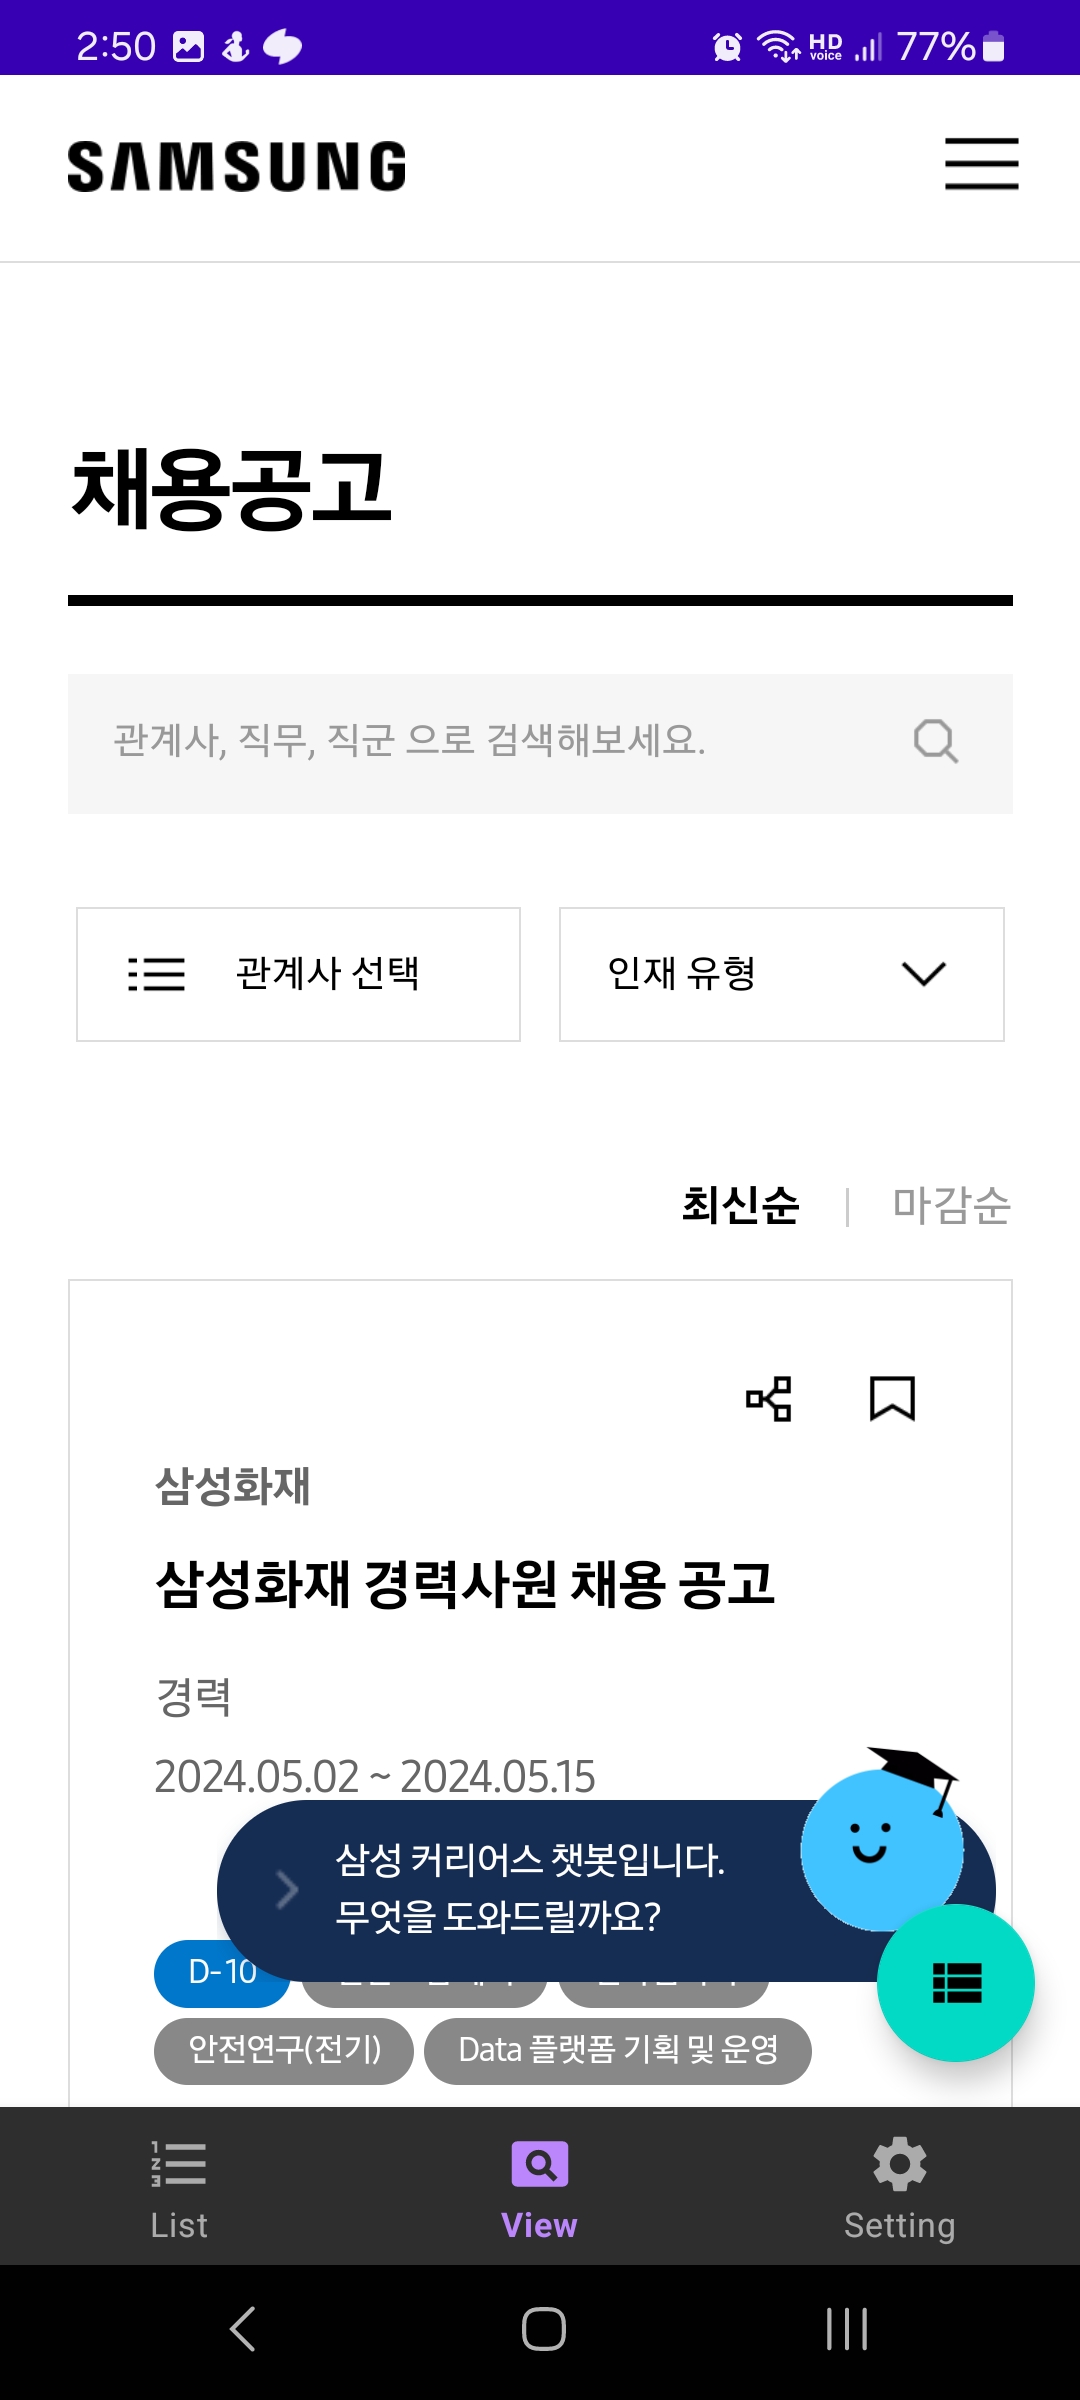 2:50 HD voice 77%
SAMSUNG
채용공고
관계사, 직무, 직군 으로 검색해보세요.
관계사 선택 인재 유형
최신순 | 마감순
삼성화재
삼성화재 경력사원 채용 공고
경력
2024.05.02 ~ 2024.05.15
삼성 커리어스 챗봇입니다.
무엇을 도와드릴까요?
D-10
안전연구(전기) Data 플랫폼 기획 및 운영
List View Setting